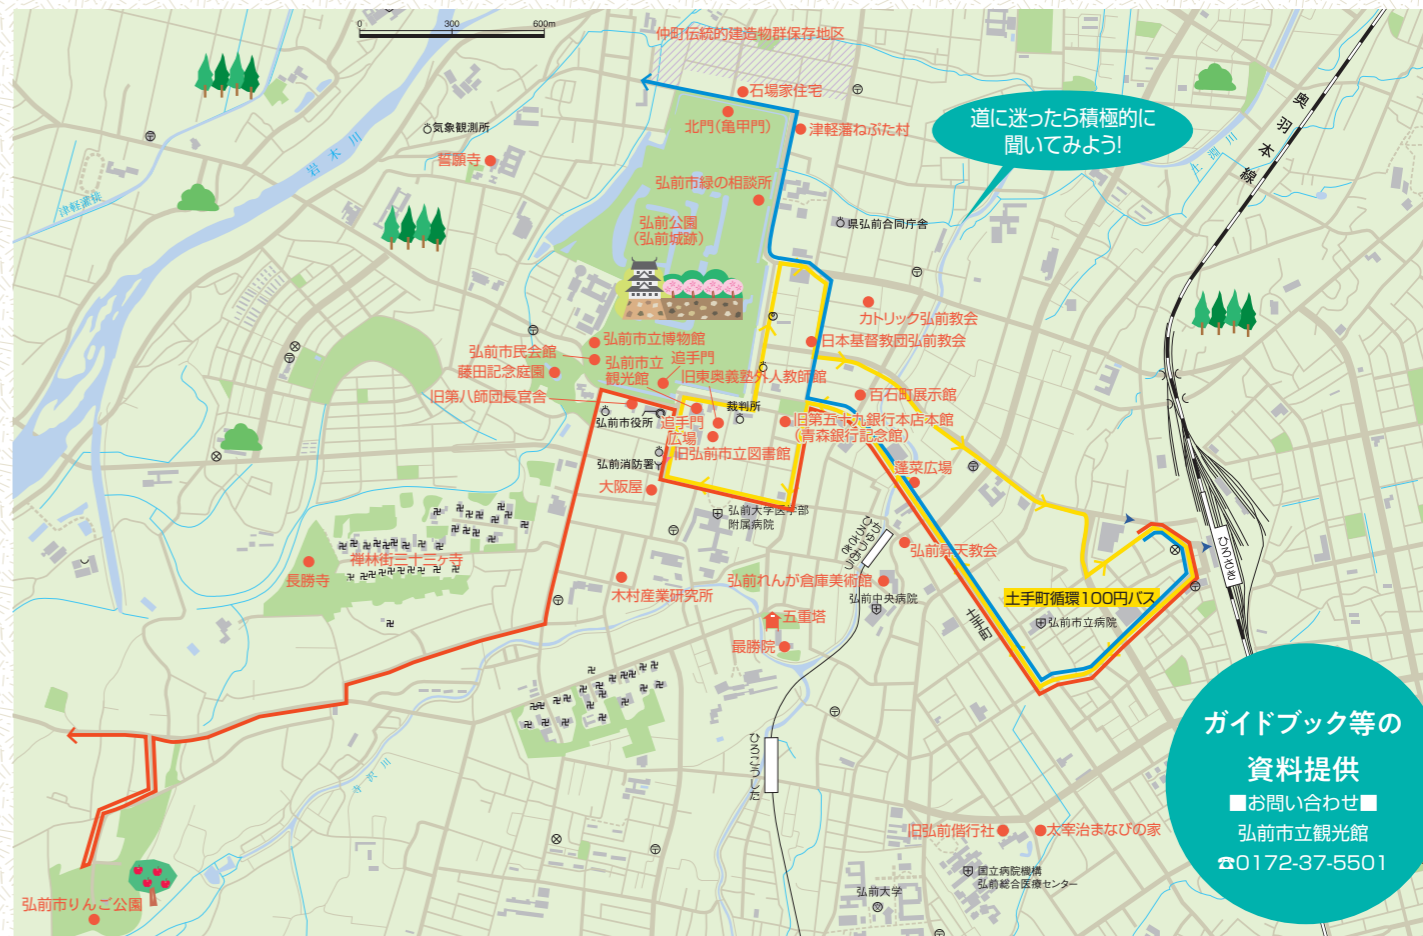 0 300 600m
仲町伝統的建造物群保存地区
石場家住宅
北門(亀甲門)
津軽藩ねぷた村
道に迷ったら積極的に
聞いてみよう!
奥羽本線
土淵川
気象観測所
誓願寺
岩木川
弘前市緑の相談所
弘前公園
(弘前城跡)
県弘前合同庁舎
カトリック弘前教会
日本基督教団弘前教会
弘前市立博物館
弘前市民会館
藤田記念庭園
弘前市立
観光館
追手門
旧東奥義塾外人教師館
旧第八師団長官舎
百石町展示館
裁判所
弘前市役所
追手門
広場
旧第五十九銀行本店本館
(青森銀行記念館)
旧弘前市立図書館
弘前消防署
蓬莱広場
大阪屋
弘前大学医学部
附属病院
ちゅうおう
ひろさき
弘前昇天教会
ひろさき
禅林街三十三ヶ寺
長勝寺
木村産業研究所
弘前れんが倉庫美術館
弘前中央病院
土手町循環100円バス
土手町
弘前市立病院
五重塔
最勝院
ひろこうした
寺沢川
ガイドブック等の
資料提供
■お問い合わせ■
弘前市立観光館
☎0172-37-5501
旧弘前偕行社
太宰治まなびの家
国立病院機構
弘前総合医療センター
弘前大学
弘前市りんご公園